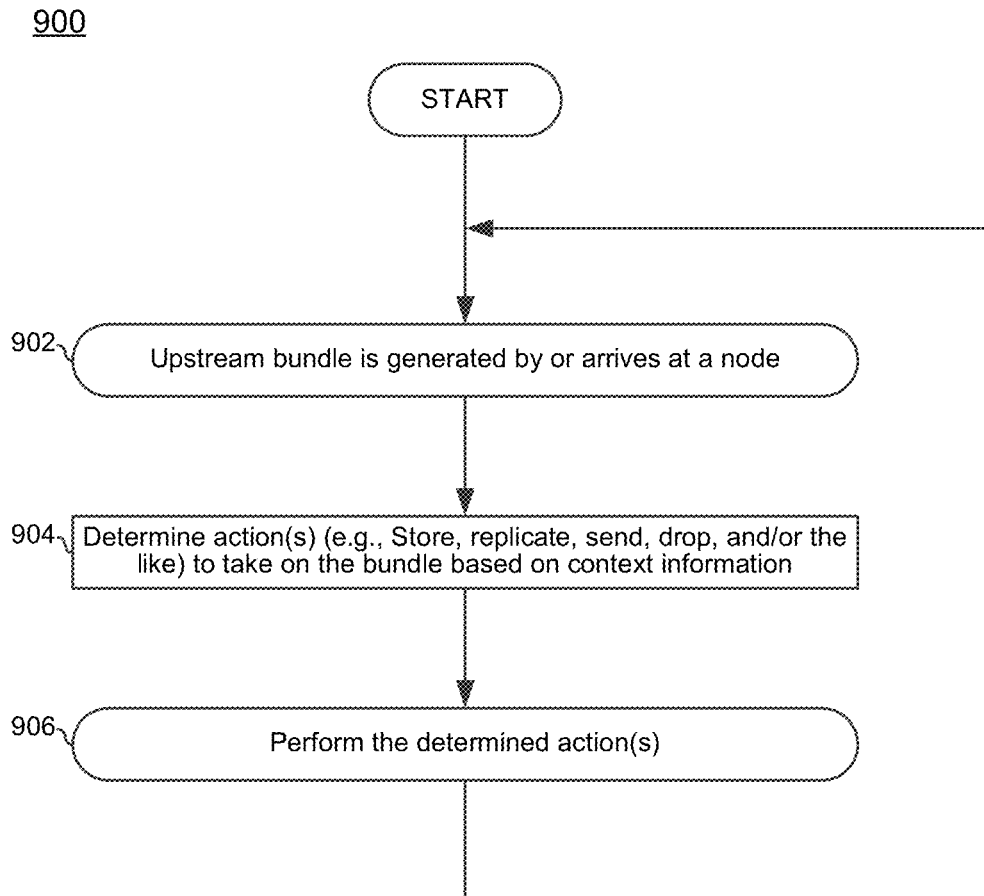 900
START
902
Upstream bundle is generated by or arrives at a node
904
Determine action(s) (e.g., Store, replicate, send, drop, and/or the
like) to take on the bundle based on context information
906
Perform the determined action(s)